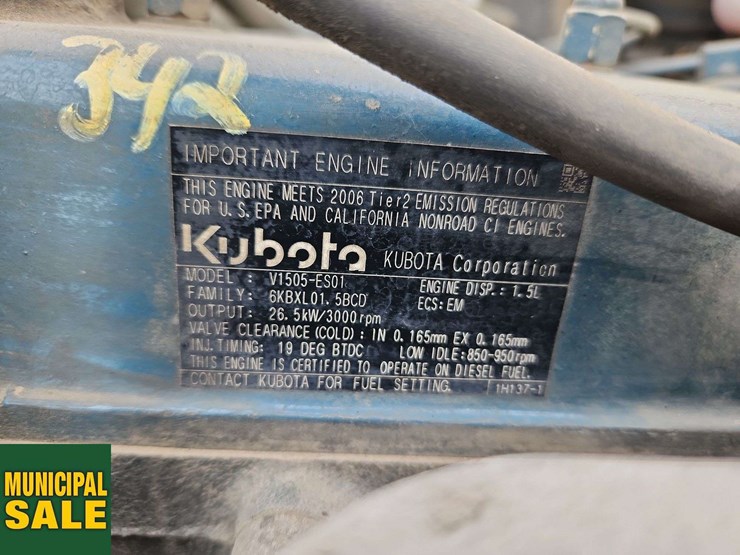 342
IMPORTANT ENGINE INFORMATION
THIS ENGINE MEETS 2006 Tier2 EMISSION REGULATIONS
FOR U.S.EPA AND CALIFORNIA NONROAD CI ENGINES.
Kubota KUBOTA Corporation
MODEL : V1505-ES01 ENGINE DISP.: 1.5L
FAMILY: 6KBXL01.5BCD ECS:EM
OUTPUT: 26.5kW/3000rpm
VALVE CLEARANCE(COLD): IN 0.165mm EX 0.165mm
INJ.TIMING: 19 DEG BTDC LOW IDLE:850-950rpm
THIS ENGINE IS CERTIFIED TO OPERATE ON DIESEL FUEL.
CONTACT KUBOTA FOR FUEL SETTING. 1H137-1
MUNICIPAL
SALE